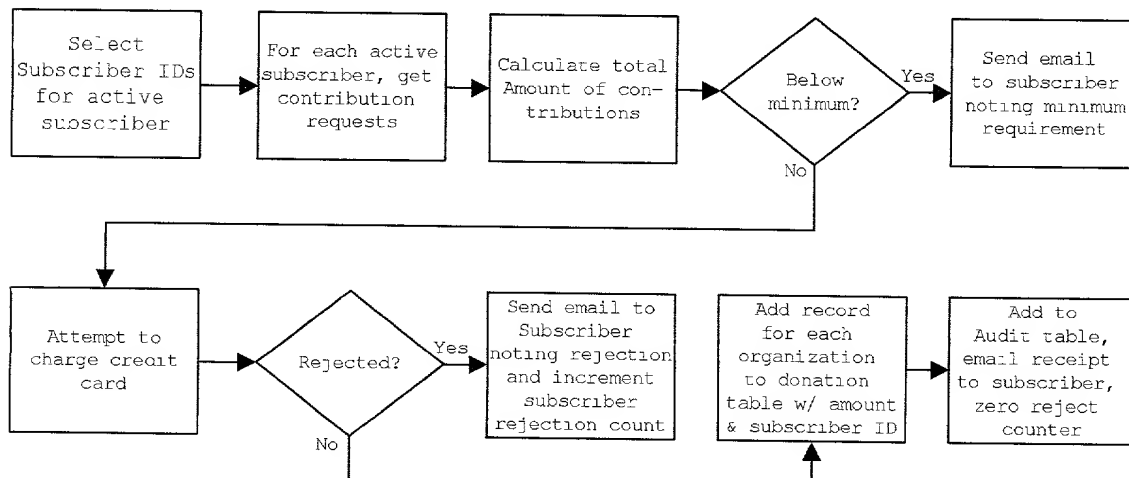 Select
Subscriber IDs
for active
subscriber
For each active
subscriber, get
contribution
requests
Calculate total
Amount of con-
tributions
Below
minimum?
Yes
Send email
to subscriber
noting minimum
requirement
No
Attempt to
charge credit
card
Rejected?
Yes
Send email to
Subscriber
noting rejection
and increment
subscriber
rejection count
No
Add record
for each
organization
to donation
table w/ amount
& subscriber ID
Add to
Audit table,
email receipt
to subscriber,
zero reject
counter